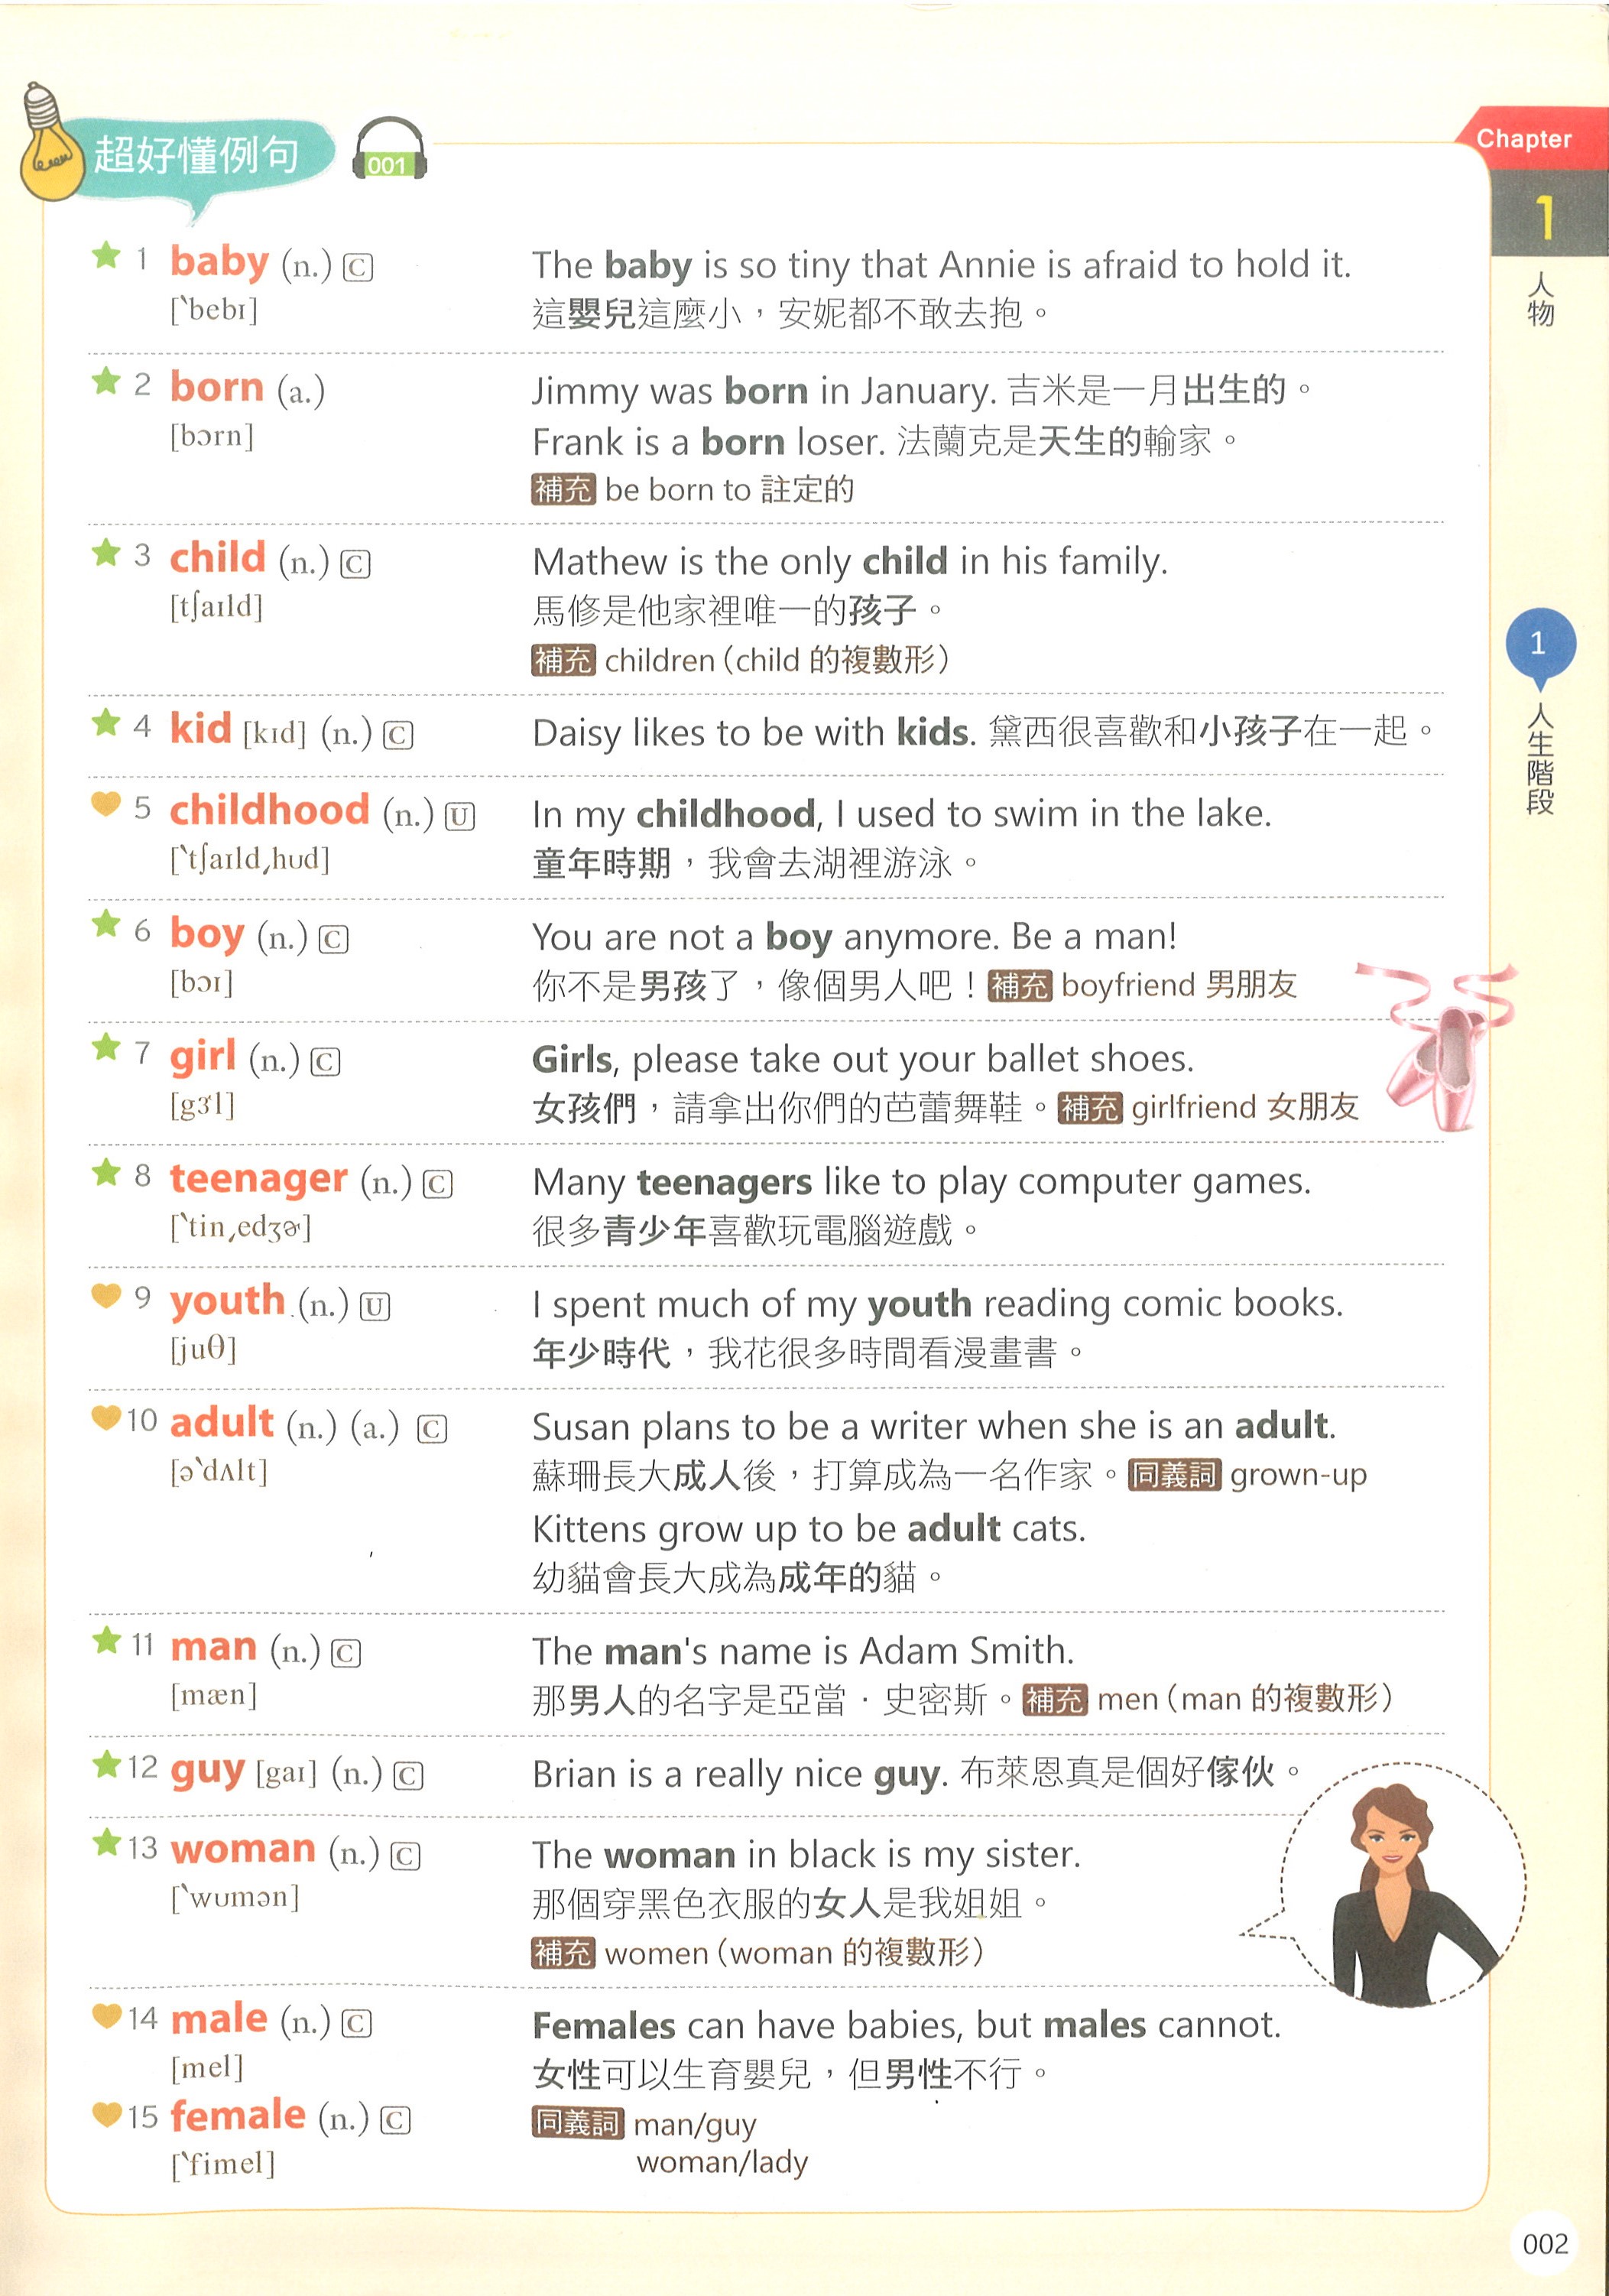 超好懂例句
001
Chapter
1
人物
1
人生階段
1 baby (n.) C
[ˋbebɪ]
The baby is so tiny that Annie is afraid to hold it.
這嬰兒這麼小，安妮都不敢去抱。
2 born (a.)
[bɔrn]
Jimmy was born in January. 吉米是一月出生的。
Frank is a born loser. 法蘭克是天生的輸家。
補充 be born to 註定的
3 child (n.) C
[tʃaɪld]
Mathew is the only child in his family.
馬修是他家裡唯一的孩子。
補充 children（child 的複數形）
4 kid [kɪd] (n.) C
Daisy likes to be with kids. 黛西很喜歡和小孩子在一起。
5 childhood (n.) U
[ˋtʃaɪldˏhʊd]
In my childhood, I used to swim in the lake.
童年時期，我會去湖裡游泳。
6 boy (n.) C
[bɔɪ]
You are not a boy anymore. Be a man!
你不是男孩了，像個男人吧！補充 boyfriend 男朋友
7 girl (n.) C
[gɝl]
Girls, please take out your ballet shoes.
女孩們，請拿出你們的芭蕾舞鞋。補充 girlfriend 女朋友
8 teenager (n.) C
[ˋtinˏedʒɚ]
Many teenagers like to play computer games.
很多青少年喜歡玩電腦遊戲。
9 youth (n.) U
[juθ]
I spent much of my youth reading comic books.
年少時代，我花很多時間看漫畫書。
10 adult (n.) (a.) C
[əˋdʌlt]
Susan plans to be a writer when she is an adult.
蘇珊長大成人後，打算成為一名作家。同義詞 grown-up
Kittens grow up to be adult cats.
幼貓會長大成為成年的貓。
11 man (n.) C
[mæn]
The man's name is Adam Smith.
那男人的名字是亞當．史密斯。補充 men（man 的複數形）
12 guy [gaɪ] (n.) C
Brian is a really nice guy. 布萊恩真是個好傢伙。
13 woman (n.) C
[ˋwʊmən]
The woman in black is my sister.
那個穿黑色衣服的女人是我姐姐。
補充 women（woman 的複數形）
14 male (n.) C
[mel]
Females can have babies, but males cannot.
女性可以生育嬰兒，但男性不行。
15 female (n.) C
[ˋfimel]
同義詞 man/guy
woman/lady
002